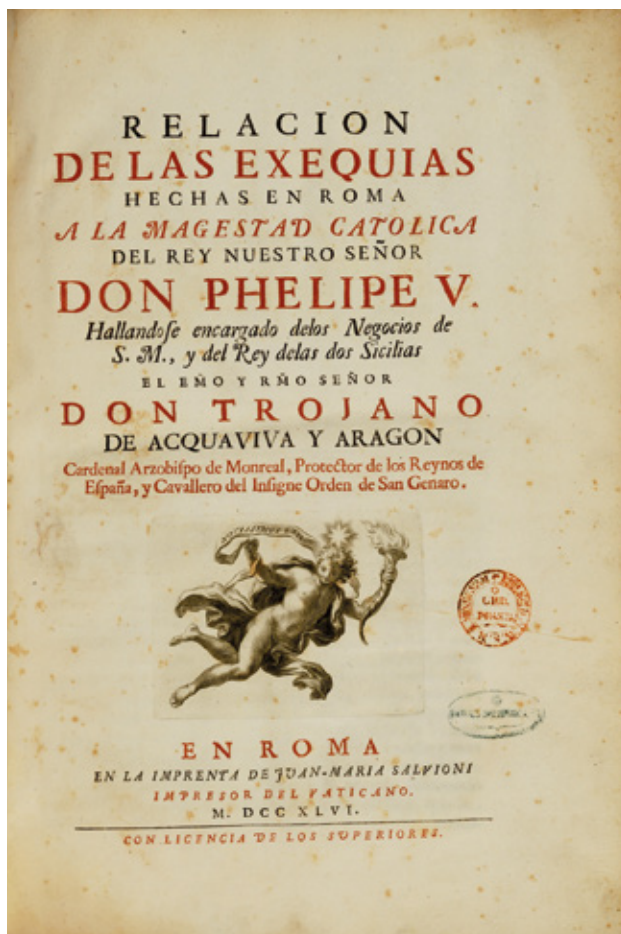 RELACION
DE LAS EXEQUIAS
HECHAS EN ROMA
A LA MAGESTAD CATOLICA
DEL REY NUESTRO SEÑOR
DON PHELIPE V.
Hallandoſe encargado delos Negocios de
S. M., y del Rey delas dos Sicilias
EL EM̃O Y RM̃O SEÑOR
DON TROJANO
DE ACQUAVIVA Y ARAGON
Cardenal Arzobiſpo de Monreal, Protector de los Reynos de
Eſpaña, y Cavallero del Inſigne Orden de San Genaro.
EN ROMA
EN LA IMPRENTA DE JUAN-MARIA SALVIONI
IMPRESOR DEL VATICANO.
M. DCC XLVI.
CON LICENCIA DE LOS SUPERIORES.